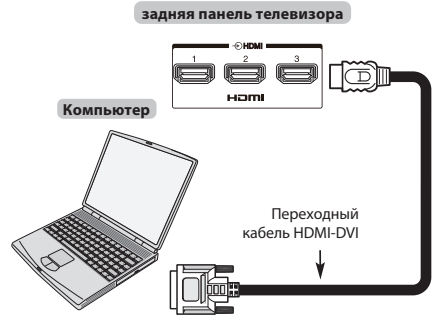 задняя панель телевизора
HDMI
1 2 3
HDMI
Компьютер
Переходный
кабель HDMI-DVI